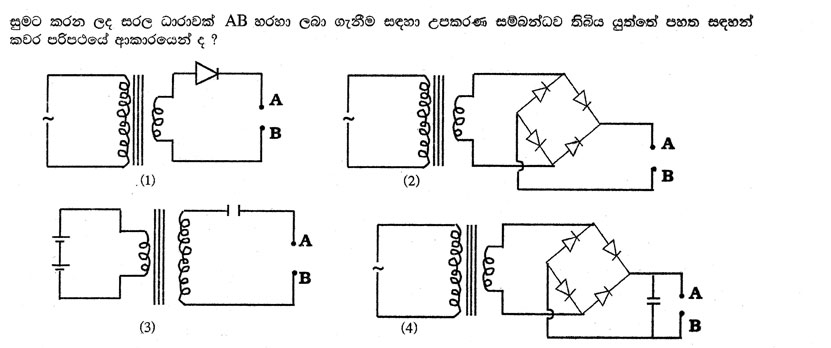 සුමට කරන ලද සරල ධාරාවක් AB හරහා ලබා ගැනීම සඳහා උපකරණ සම්බන්ධව තිබිය යුත්තේ පහත සඳහන්
කවර පරිපථයේ ආකාරයෙන් ද ?
A
B
~
(1)
A
B
~
(2)
A
B
(3)
A
B
~
(4)